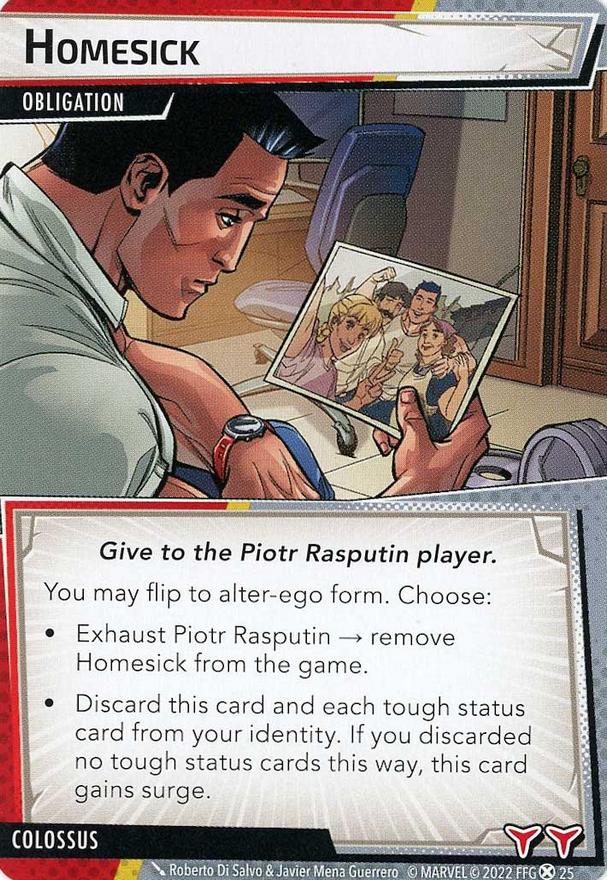 HOMESICK
OBLIGATION
Give to the Piotr Rasputin player.
You may flip to alter-ego form. Choose:
• Exhaust Piotr Rasputin → remove
Homesick from the game.
• Discard this card and each tough status
card from your identity. If you discarded
no tough status cards this way, this card
gains surge.
COLOSSUS
Roberto Di Salvo & Javier Mena Guerrero © MARVEL © 2022 FFG 25